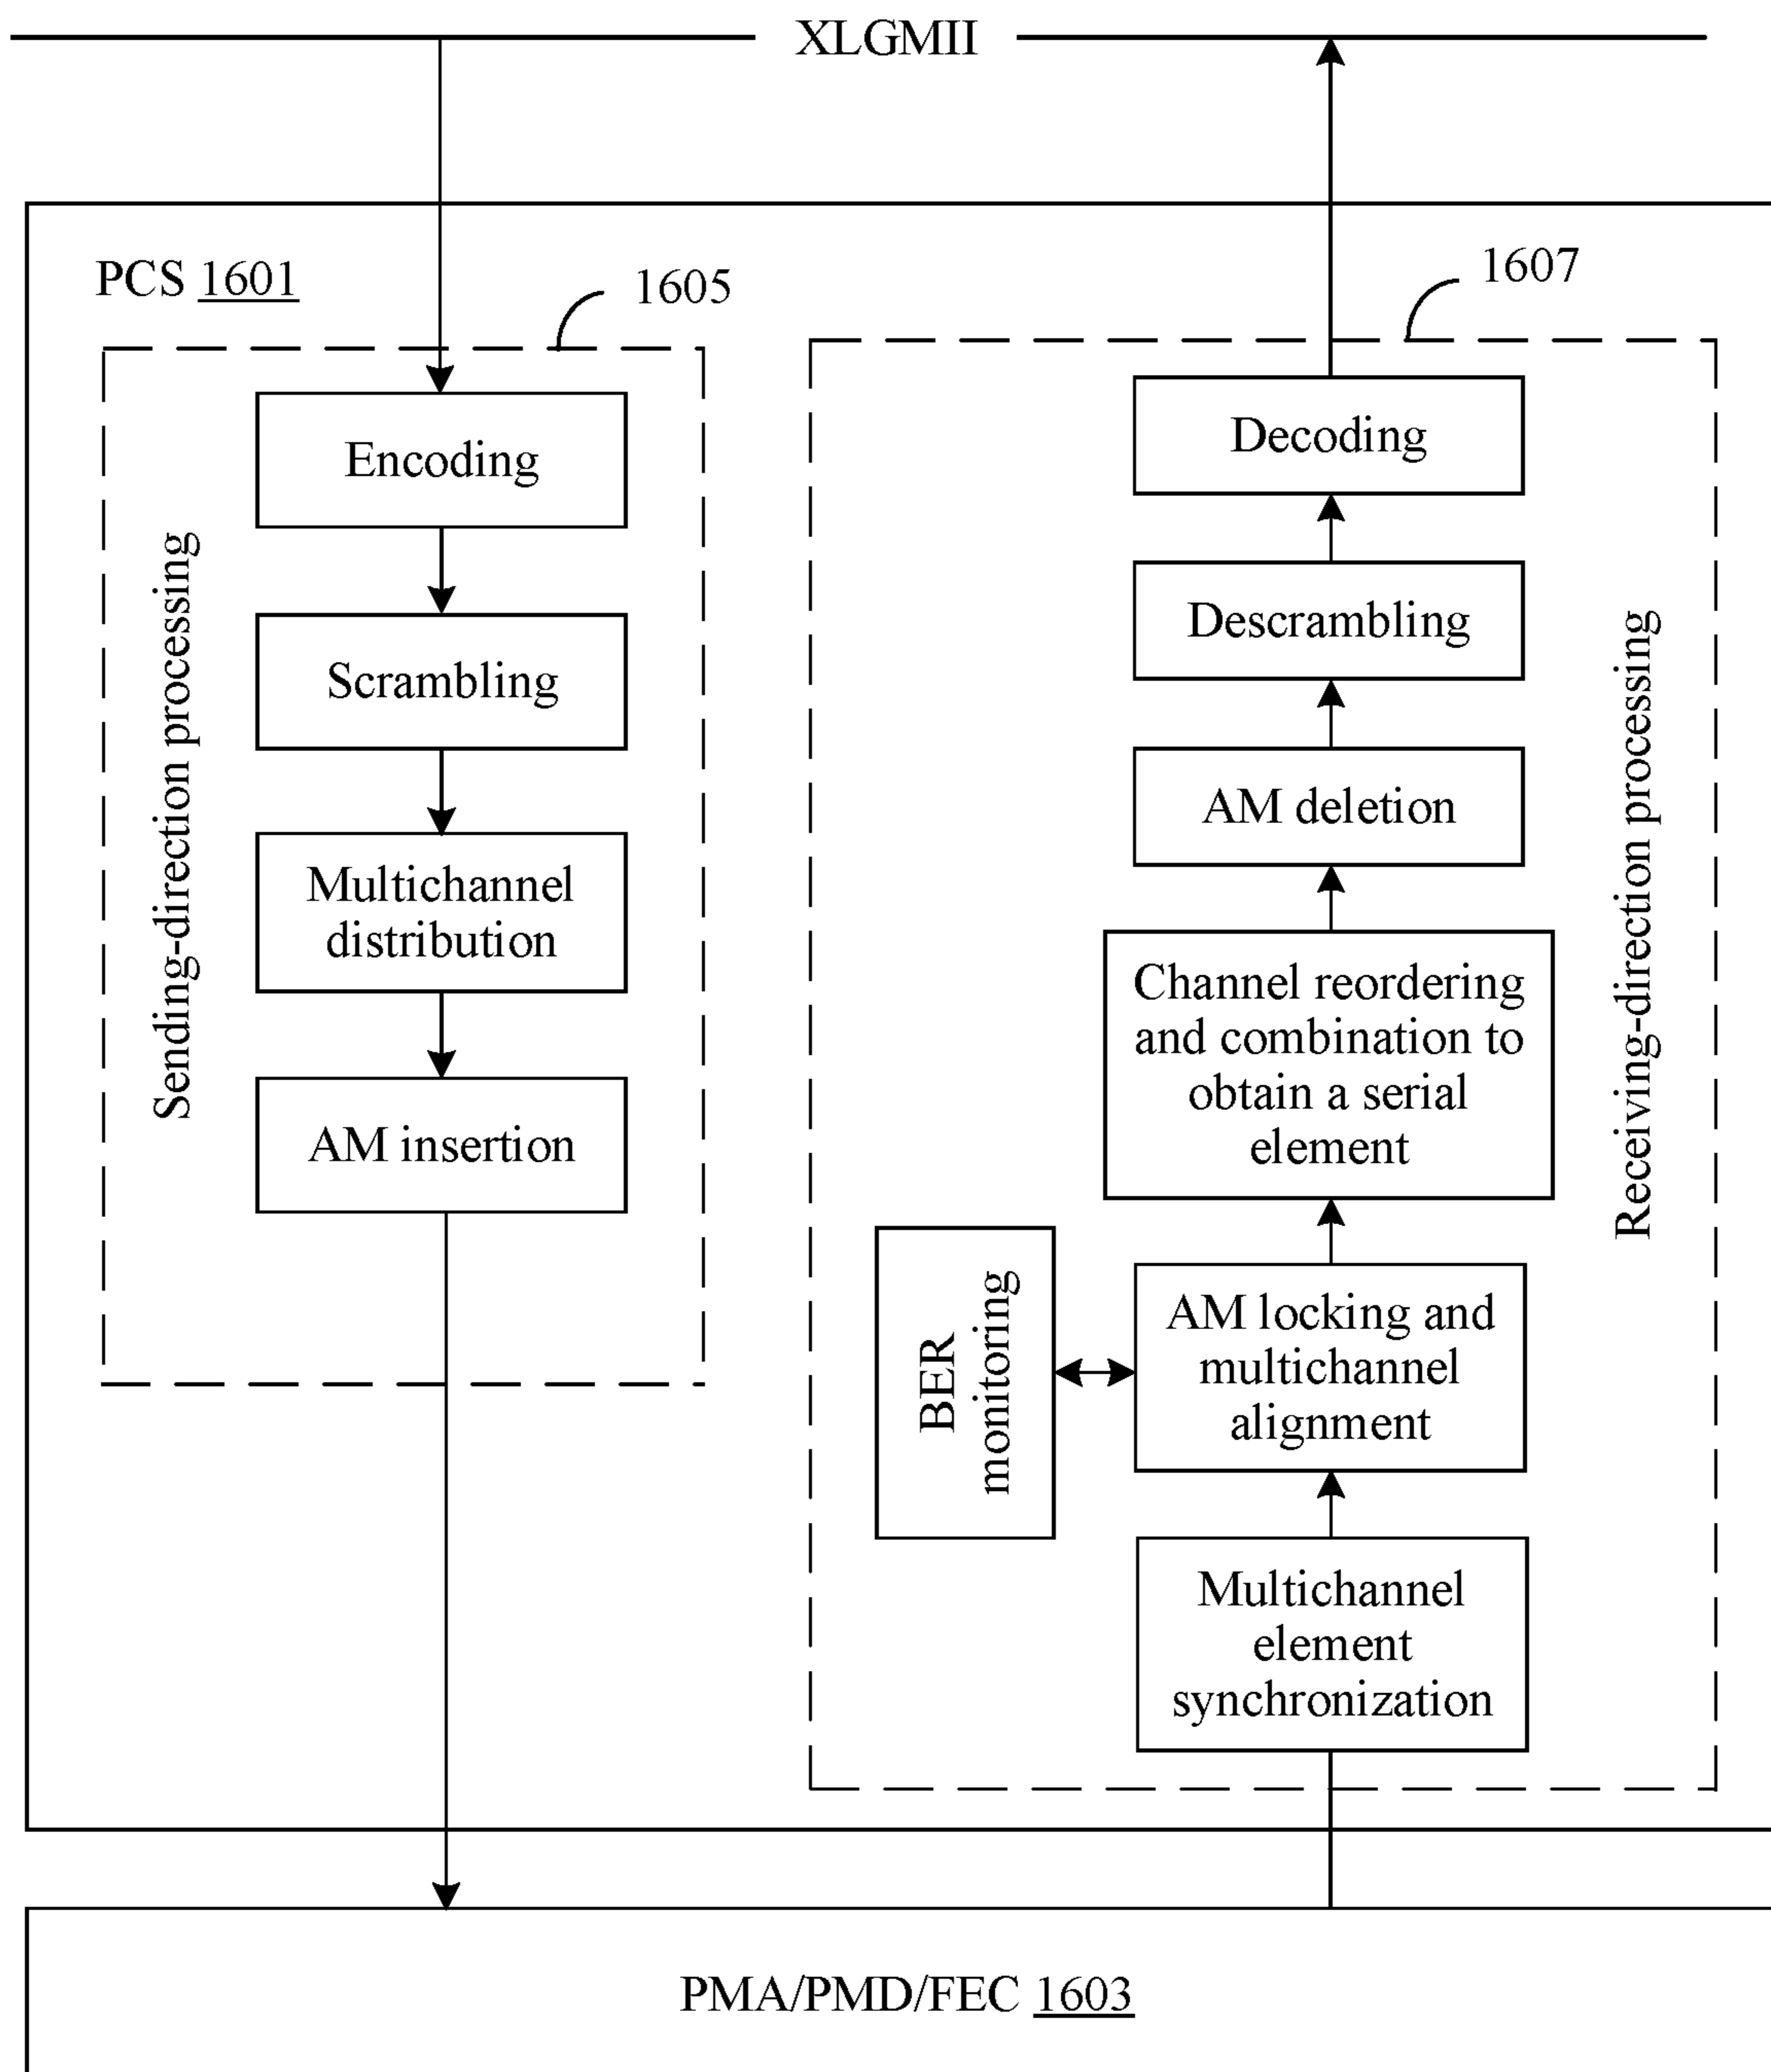 XLGMII
PCS 1601
1605
1607
Sending-direction processing
Encoding
Scrambling
Multichannel
distribution
AM insertion
Receiving-direction processing
Decoding
Descrambling
AM deletion
Channel reordering
and combination to
obtain a serial
element
BER
monitoring
AM locking and
multichannel
alignment
Multichannel
element
synchronization
PMA/PMD/FEC 1603